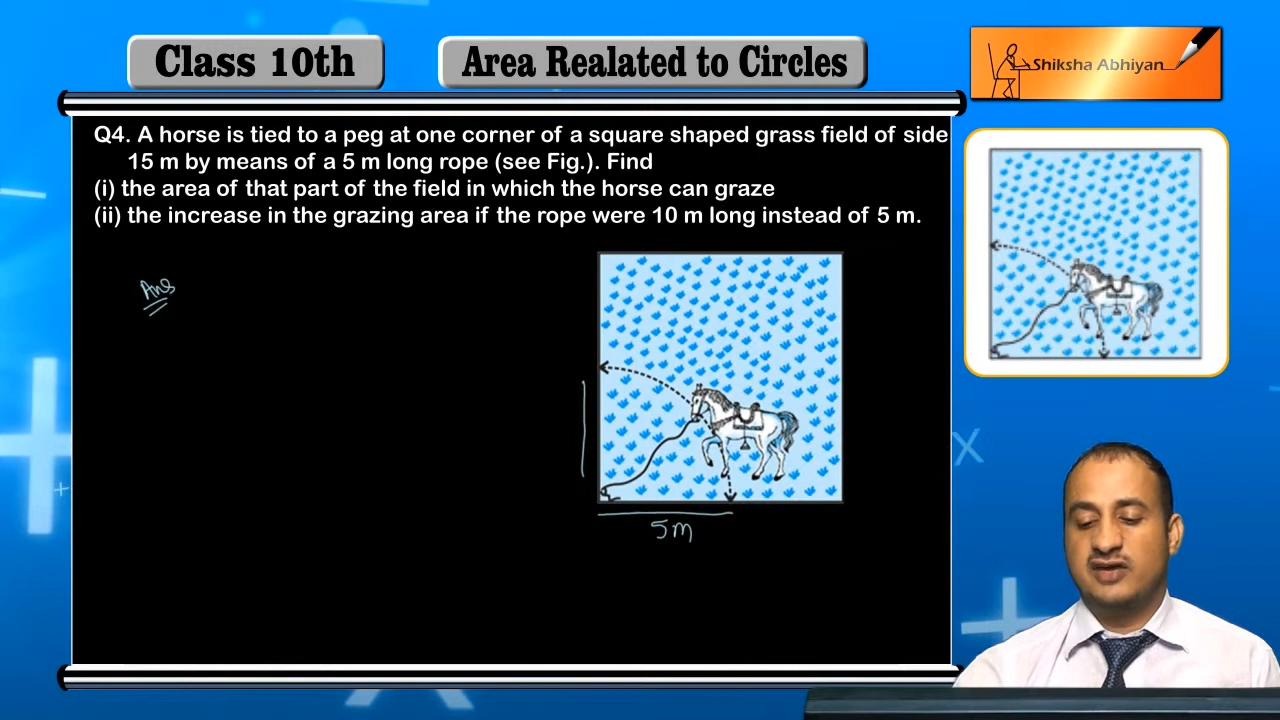 Class 10th
Area Realated to Circles
Shiksha Abhiyan
Q4. A horse is tied to a peg at one corner of a square shaped grass field of side
15 m by means of a 5 m long rope (see Fig.). Find
(i) the area of that part of the field in which the horse can graze
(ii) the increase in the grazing area if the rope were 10 m long instead of 5 m.
Ans
5m